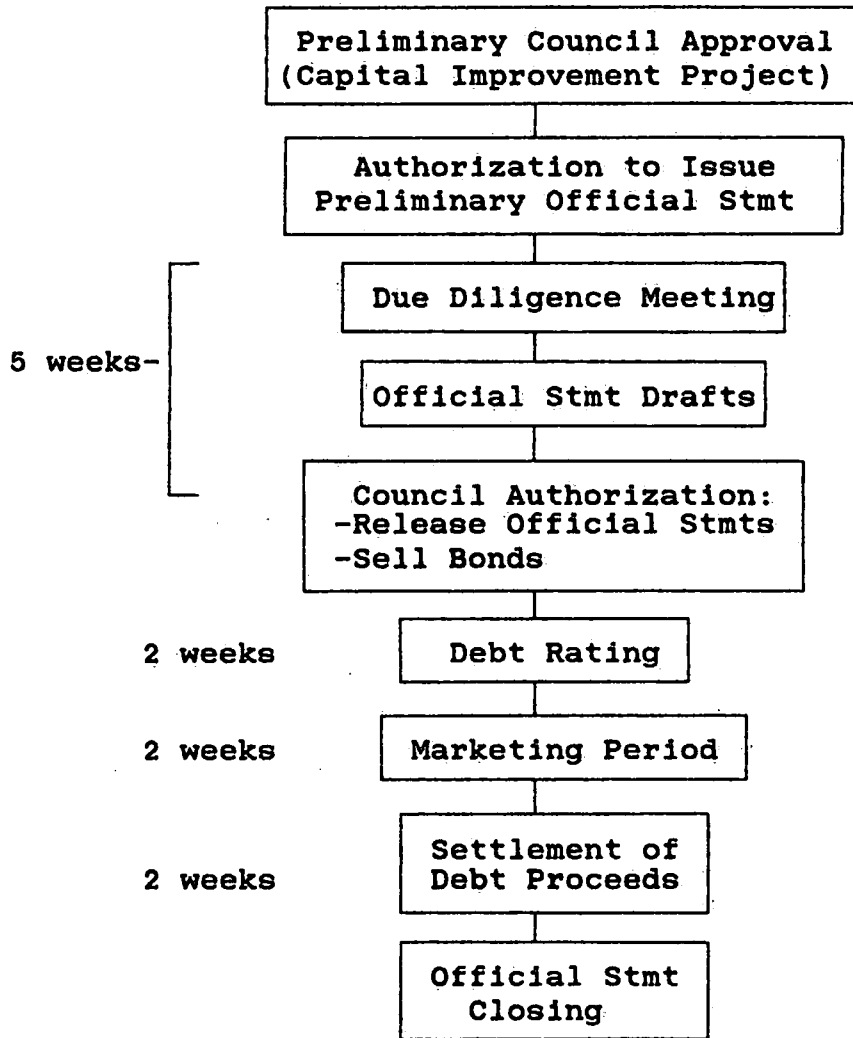 Preliminary Council Approval
(Capital Improvement Project)
Authorization to Issue
Preliminary Official Stmt
Due Diligence Meeting
5 weeks-
Official Stmt Drafts
Council Authorization:
-Release Official Stmts
-Sell Bonds
2 weeks
Debt Rating
2 weeks
Marketing Period
2 weeks
Settlement of
Debt Proceeds
Official Stmt
Closing